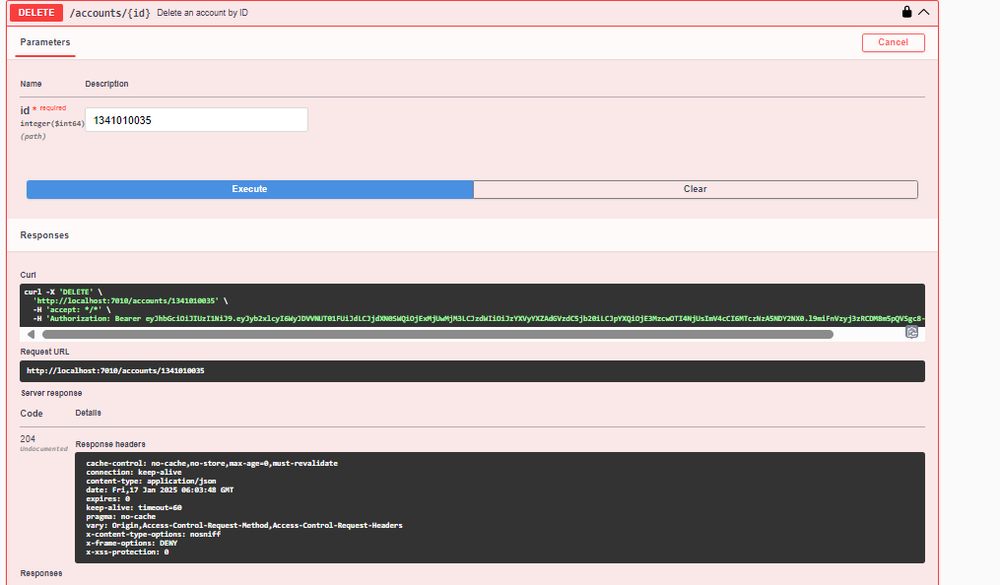 DELETE /accounts/{id} Delete an account by ID
Parameters
Cancel
Name Description
id * required
integer($int64)
(path)
1341010035
Execute Clear
Responses
Curl
curl -X 'DELETE' \
'http://localhost:7010/accounts/1341010035' \
-H 'accept: */*' \
-H 'Authorization: Bearer
Request URL
http://localhost:7010/accounts/1341010035
Server response
Code Details
204
Undocumented
Response headers
cache-control: no-cache,no-store,max-age=0,must-revalidate
connection: keep-alive
content-type: application/json
date: Fri,17 Jan 2025 06:03:48 GMT
expires: 0
keep-alive: timeout=60
pragma: no-cache
vary: Origin,Access-Control-Request-Method,Access-Control-Request-Headers
x-content-type-options: nosniff
x-frame-options: DENY
x-xss-protection: 0
Responses